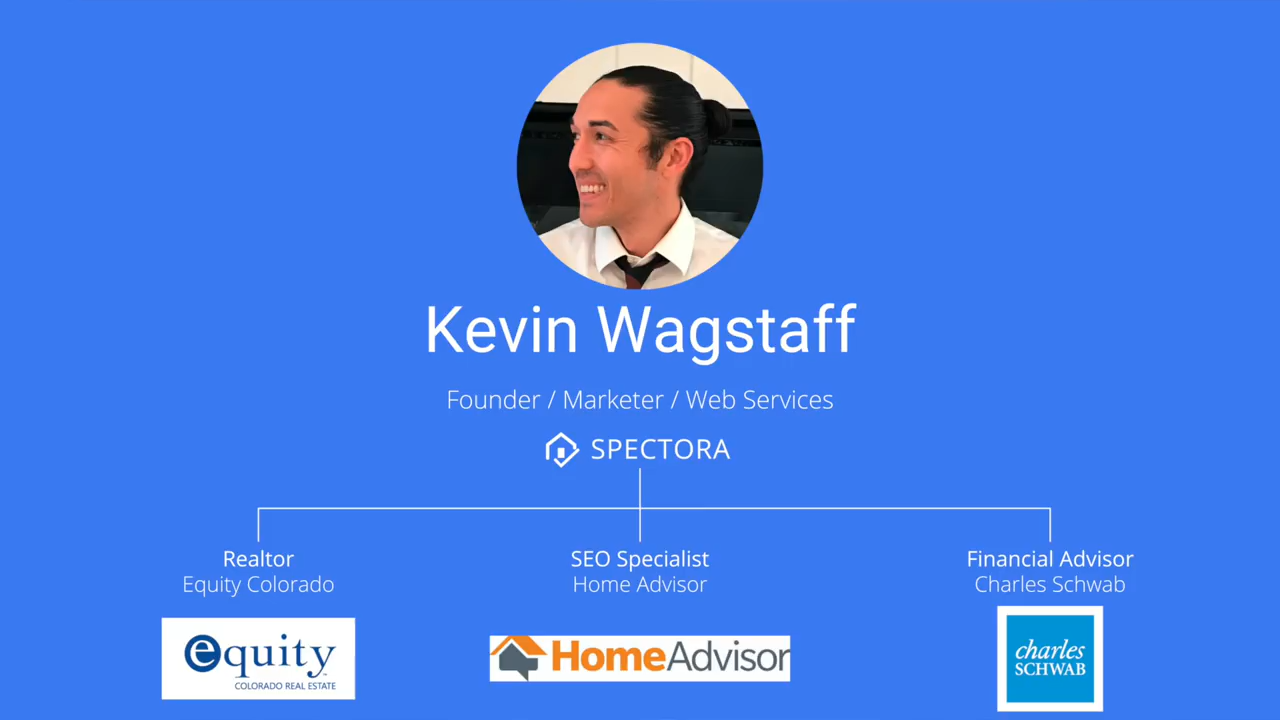 Kevin Wagstaff
Founder / Marketer / Web Services
SPECTORA
Realtor
Equity Colorado
SEO Specialist
Home Advisor
Financial Advisor
Charles Schwab
equity
COLORADO REAL ESTATE
HomeAdvisor
charles
SCHWAB